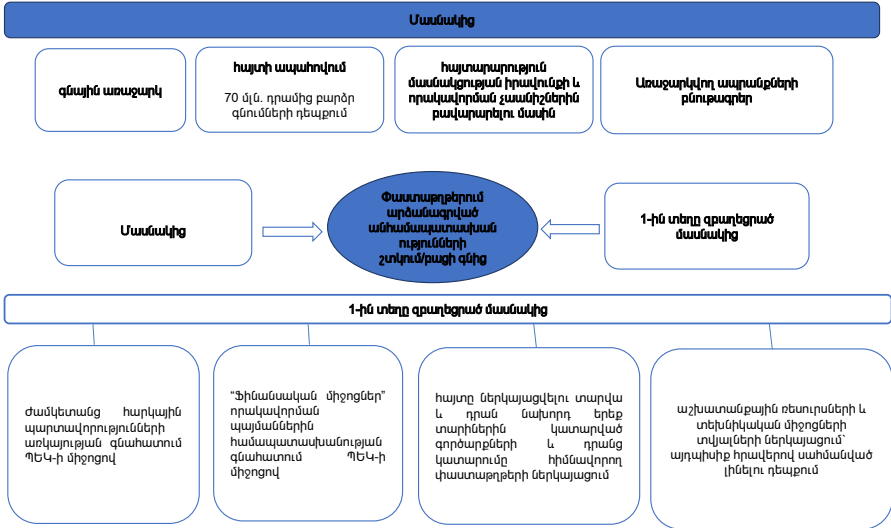 Մասնակից
գնային առաջարկ
հայտի ապահովում
70 մլն. դրամից բարձր
գնումների դեպքում
հայտարարություն
մասնակցության իրավունքի և
որակավորման չաանիշներին
բավարարելու մասին
Առաջարկվող ապրանքների
բնութագրեր
Մասնակից
Փաստաթղթերում
արձանագրված
անհամապատասխան
ությունների
շտկում/բացի գնից
1-ին տեղը զբաղեցրած
մասնակից
1-ին տեղը զբաղեցրած մասնակից
ժամկետանց հարկային
պարտավորությունների
առկայության գնահատում
ՊԵԿ-ի միջոցով
“Ֆինանսական միջոցներ”
որակավորման
պայմաններին
համապատասխանության
գնահատում ՊԵԿ-ի
միջոցով
հայտը ներկայացվելու տարվա
և դրան նախորդ երեք
տարիներին կատարված
գործարքների և դրանց
կատարումը հիմնավորող
փաստաթղթերի ներկայացում
աշխատանքային ռեսուրսների և
տեխնիկական միջոցների
տվյալների ներկայացում՝
այդպիսիք հրավերով սահմանված
լինելու դեպքում